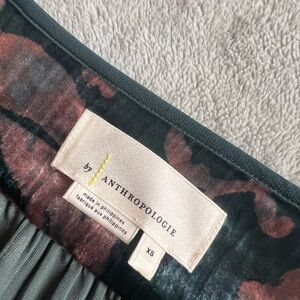 by ANTHROPOLOGIE
made in philippines
fabriqué aux philippines
XS